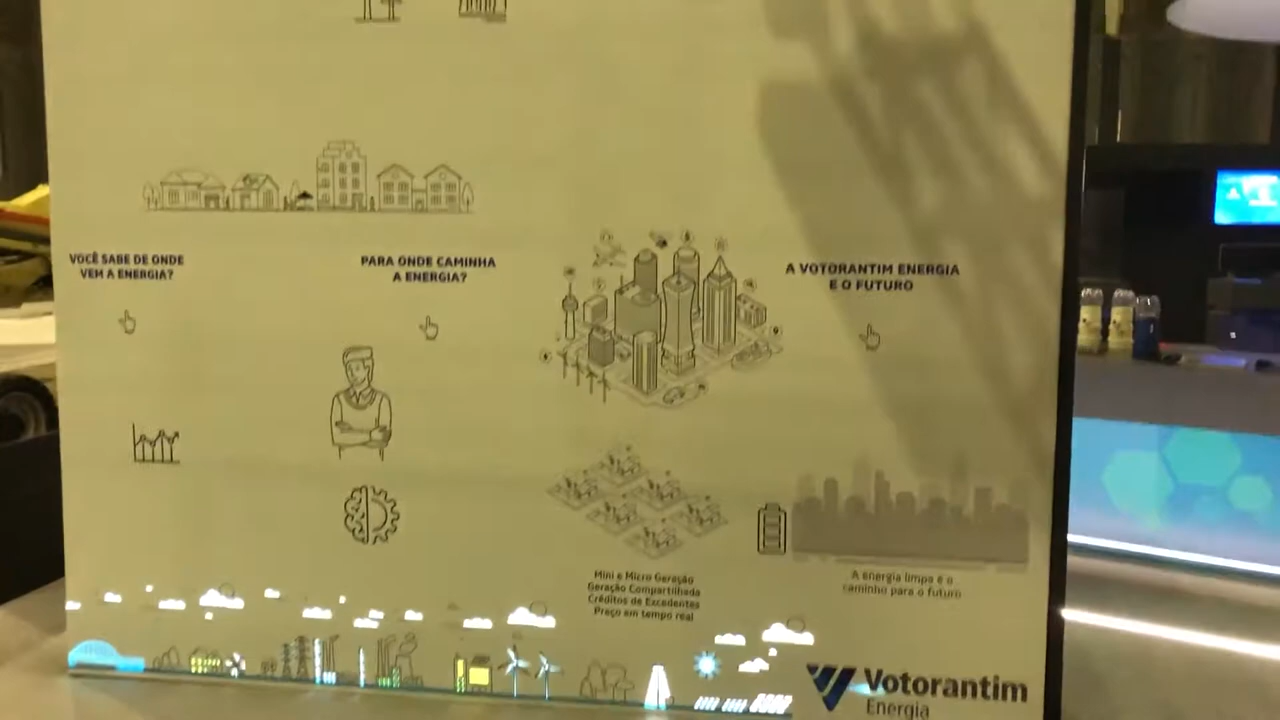 VOCÊ SABE DE ONDE
VEM A ENERGIA?
PARA ONDE CAMINHA
A ENERGIA?
A VOTORANTIM ENERGIA
E O FUTURO
Mini e Micro Geração
Geração Compartilhada
Créditos de Excedentes
Preço em tempo real
A energia limpa é o
caminho para o futuro
Votorantim
Energia